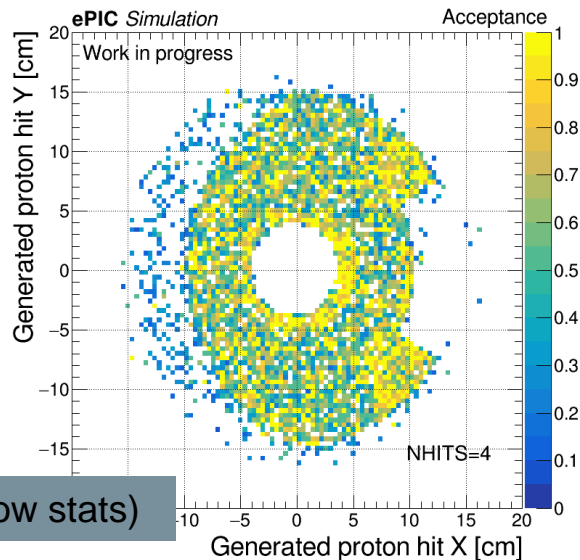 ePIC Simulation Acceptance
Work in progress
Generated proton hit Y [cm]
20
15
10
5
0
−5
−10
−15
1
0.9
0.8
0.7
0.6
0.5
0.4
0.3
0.2
0.1
0
NHITS=4
stats)
−5 0 5 10 15 20
Generated proton hit X [cm]